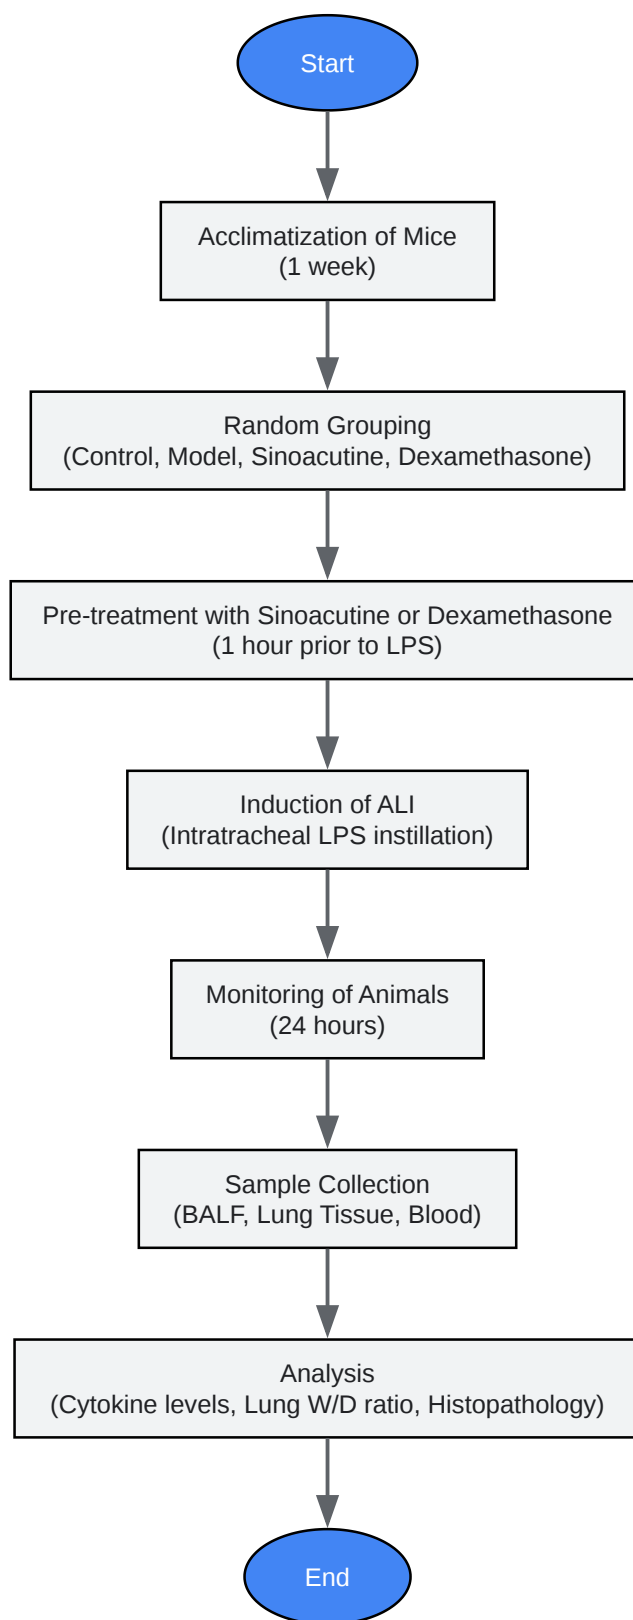 Start
Acclimatization of Mice
(1 week)
Random Grouping
(Control, Model, Sinoacutine, Dexamethasone)
Pre-treatment with Sinoacutine or Dexamethasone
(1 hour prior to LPS)
Induction of ALI
(Intratracheal LPS instillation)
Monitoring of Animals
(24 hours)
Sample Collection
(BALF, Lung Tissue, Blood)
Analysis
(Cytokine levels, Lung W/D ratio, Histopathology)
End